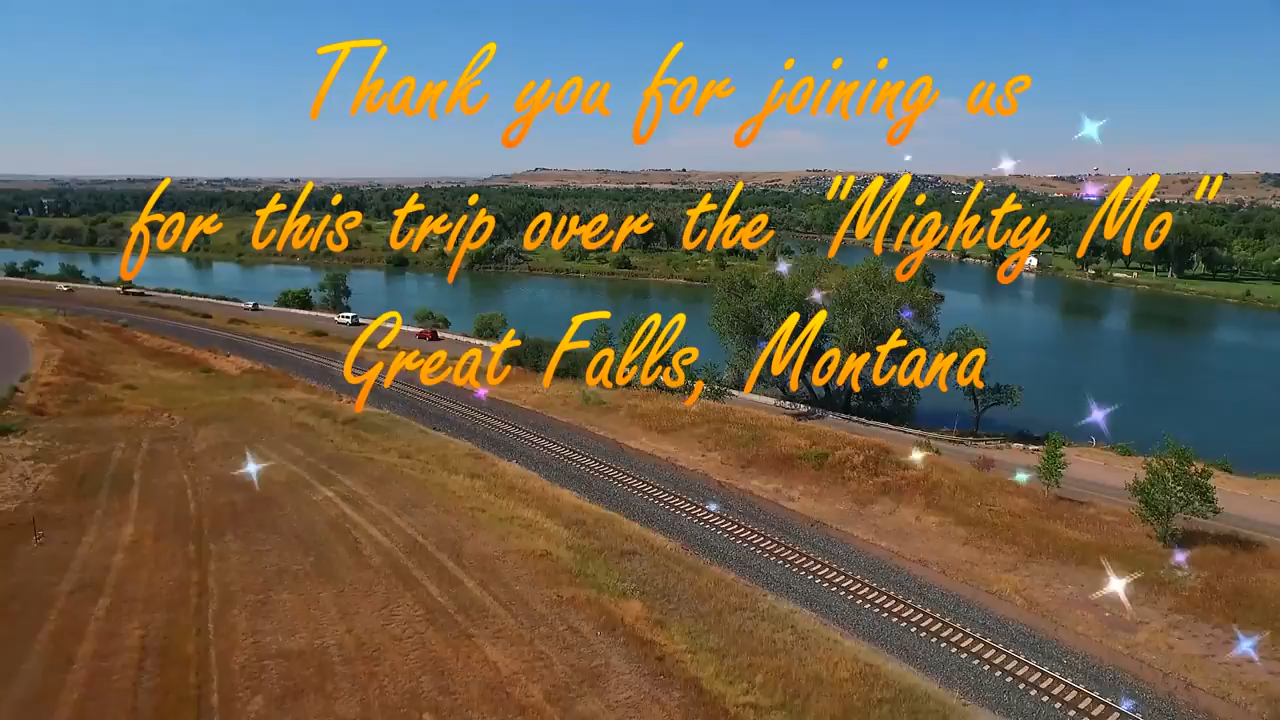 Thank you for joining us
for this trip over the "Mighty Mo"
Great Falls, Montana